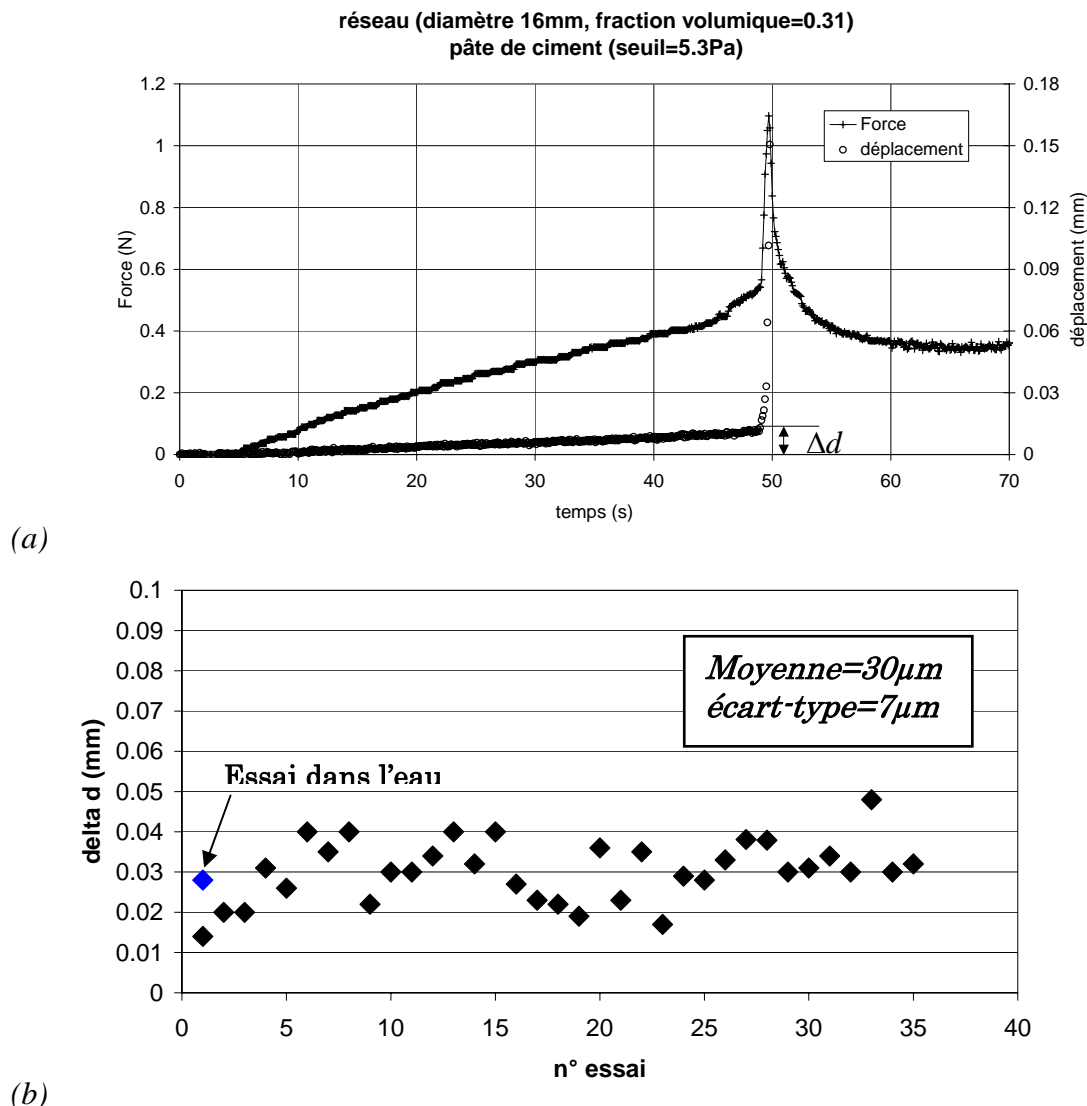 réseau (diamètre 16mm, fraction volumique=0.31)
pâte de ciment (seuil=5.3Pa)
1.2
1
0.8
0.6
0.4
0.2
0
Force (N)
0.18
0.15
0.12
0.09
0.06
0.03
0
déplacement (mm)
Force
déplacement
Δd
0 10 20 30 40 50 60 70
temps (s)
(a)
0.1
0.09
0.08
0.07
0.06
0.05
0.04
0.03
0.02
0.01
0
delta d (mm)
Moyenne=30µm
écart-type=7µm
Essai dans l'eau
0 5 10 15 20 25 30 35 40
n° essai
(b)